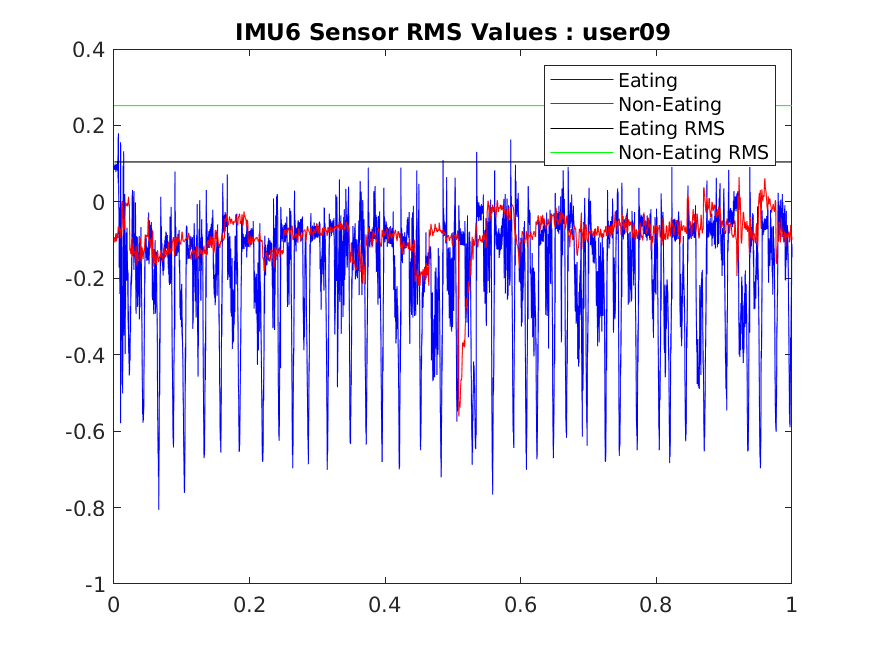 IMU6 Sensor RMS Values : user09
0.4
0.2
0
-0.2
-0.4
-0.6
-0.8
-1
Eating
Non-Eating
Eating RMS
Non-Eating RMS
0 0.2 0.4 0.6 0.8 1